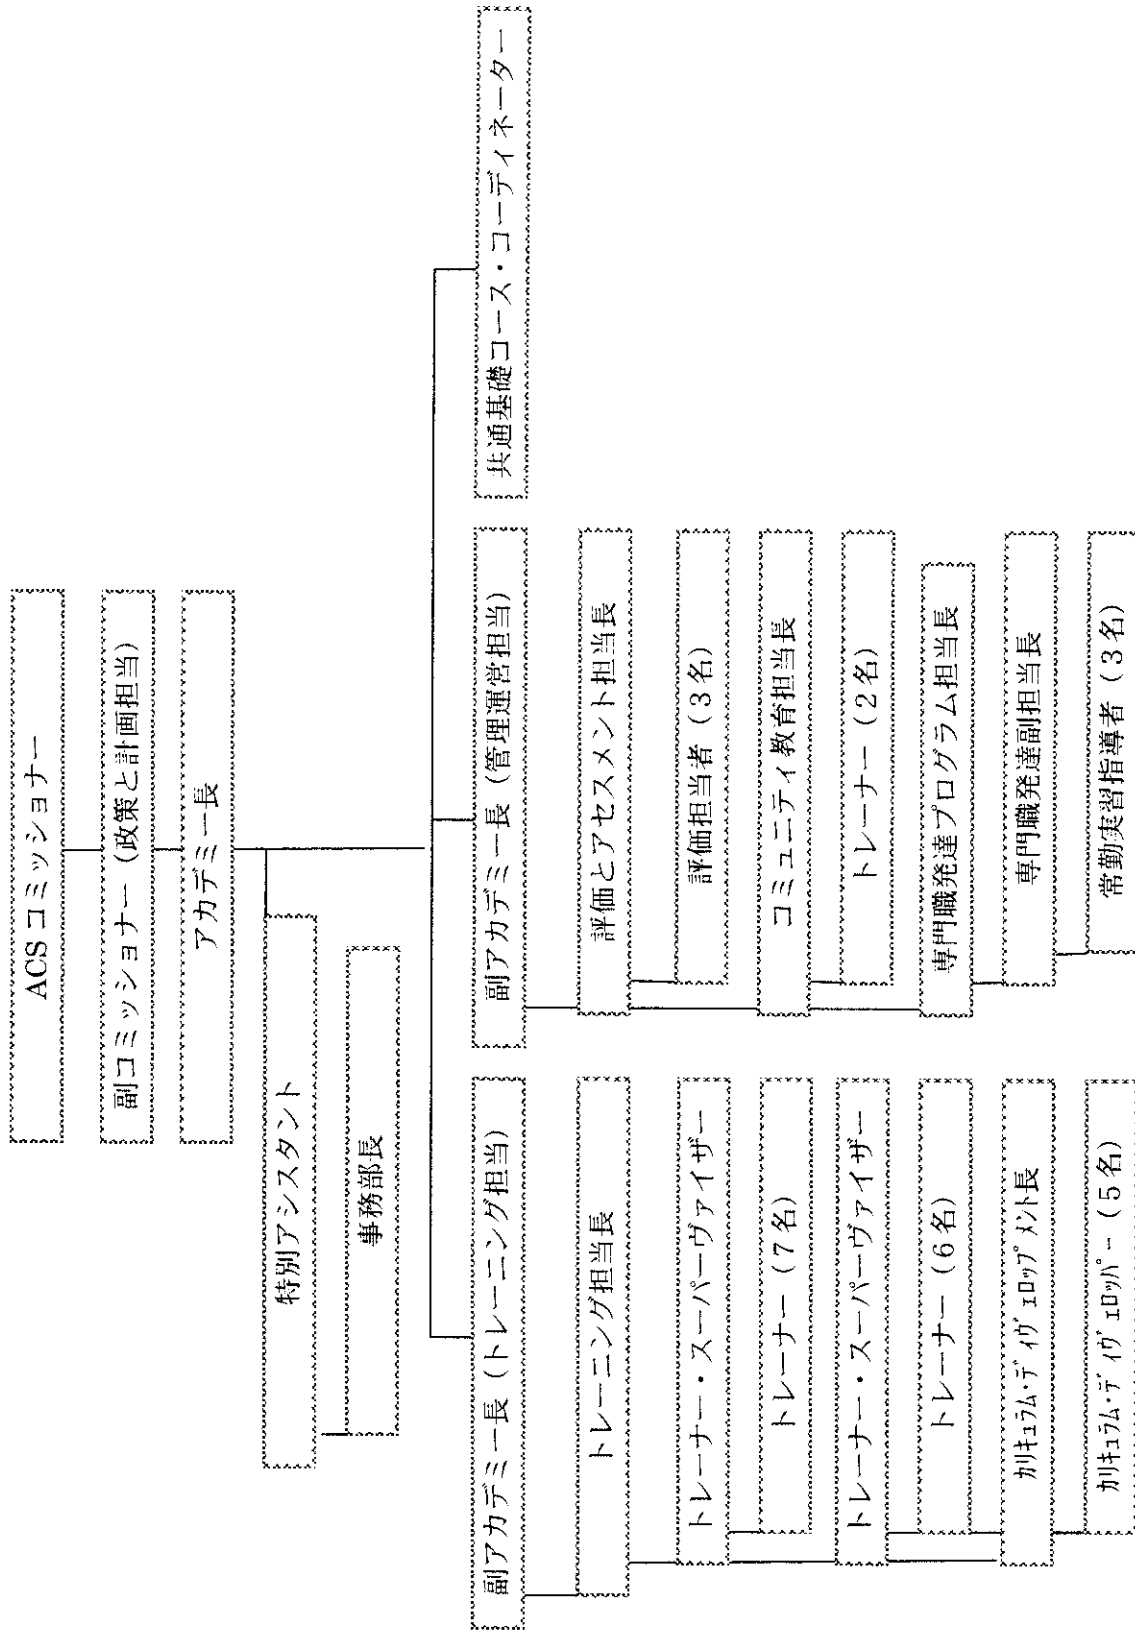 ACS コミッショナー
副コミッショナー（政策と計画担当）
アカデミー長
特別アシスタント
事務部長
副アカデミー長（トレーニング担当）
トレーニング担当長
トレーナー・スーパーヴァイザー
トレーナー（7名）
トレーナー・スーパーヴァイザー
トレーナー（6名）
ｶﾘｷｭﾗﾑ･ﾃﾞｨｳﾞｪﾛｯﾌﾟﾒﾝﾄ長
ｶﾘｷｭﾗﾑ･ﾃﾞｨｳﾞｪﾛｯﾊﾟｰ（5名）
副アカデミー長（管理運営担当）
評価とアセスメント担当長
評価担当者（3名）
コミュニティ教育担当長
トレーナー（2名）
専門職発達プログラム担当長
専門職発達副担当長
常勤実習指導者（3名）
共通基礎コース・コーディネーター